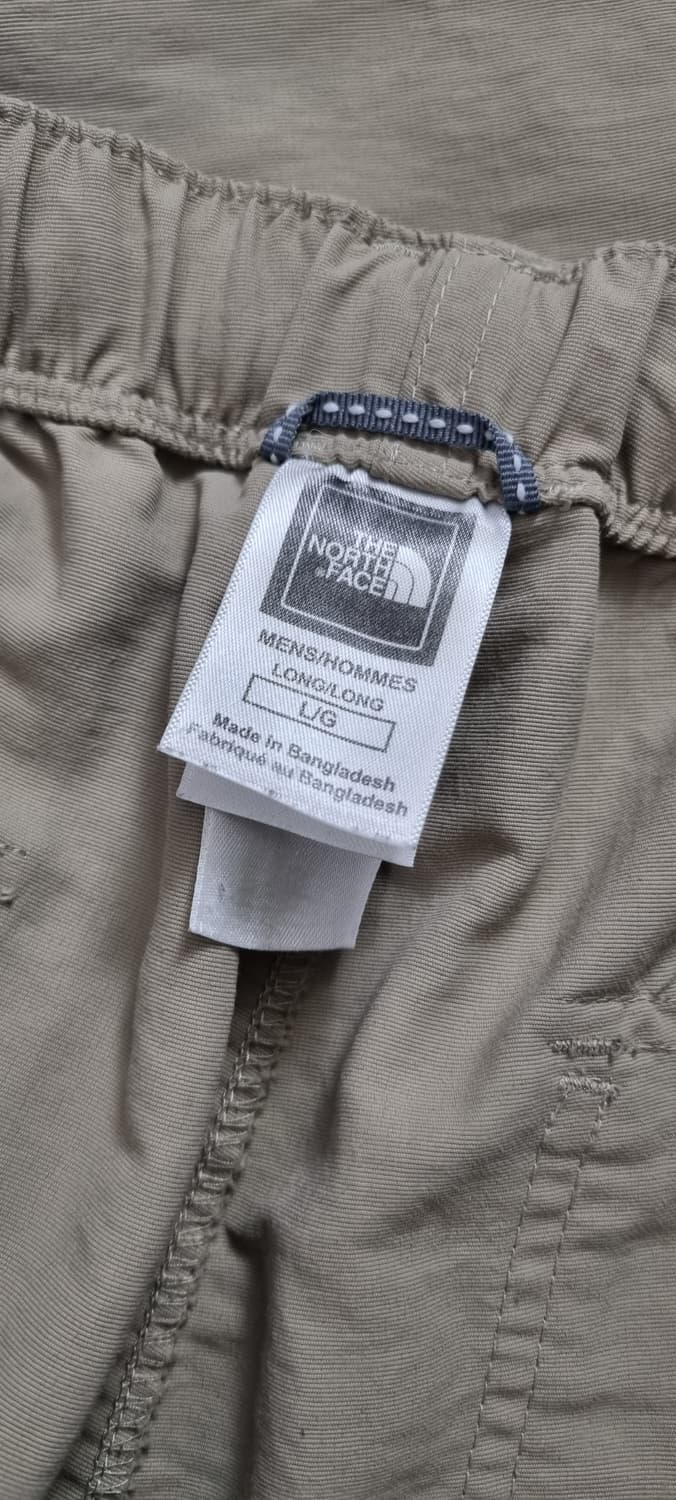 THE
NORTH
FACE
MENS/HOMMES
LONG/LONG
L/G
Made in Bangladesh
Fabriqué au Bangladesh